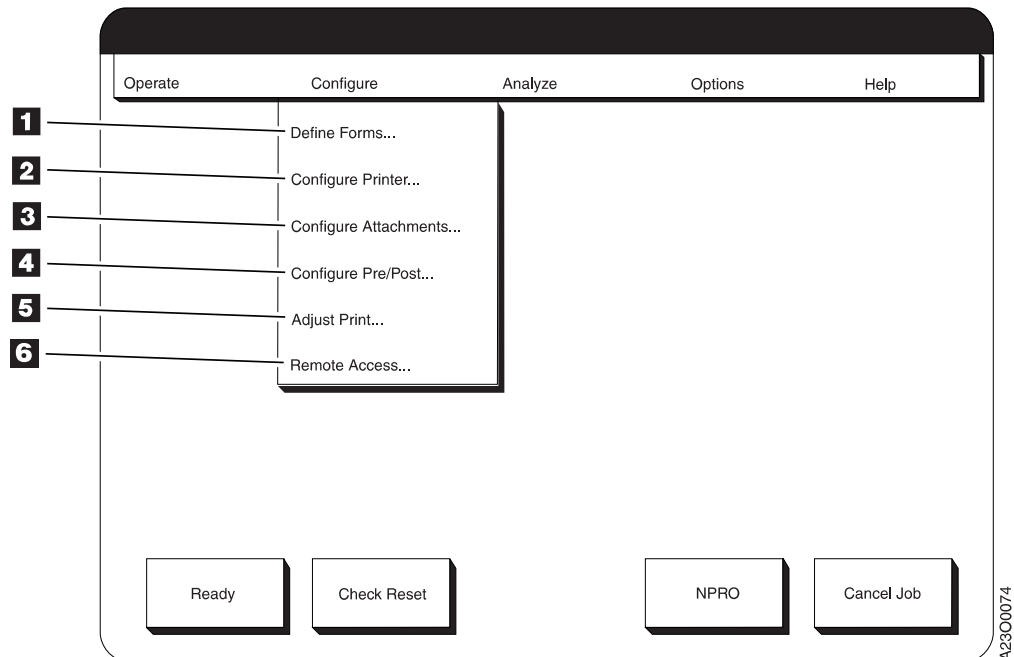 Operate Configure Analyze Options Help
1 Define Forms...
2 Configure Printer...
3 Configure Attachments...
4 Configure Pre/Post...
5 Adjust Print...
6 Remote Access...
Ready Check Reset NPRO Cancel Job
A23O0074